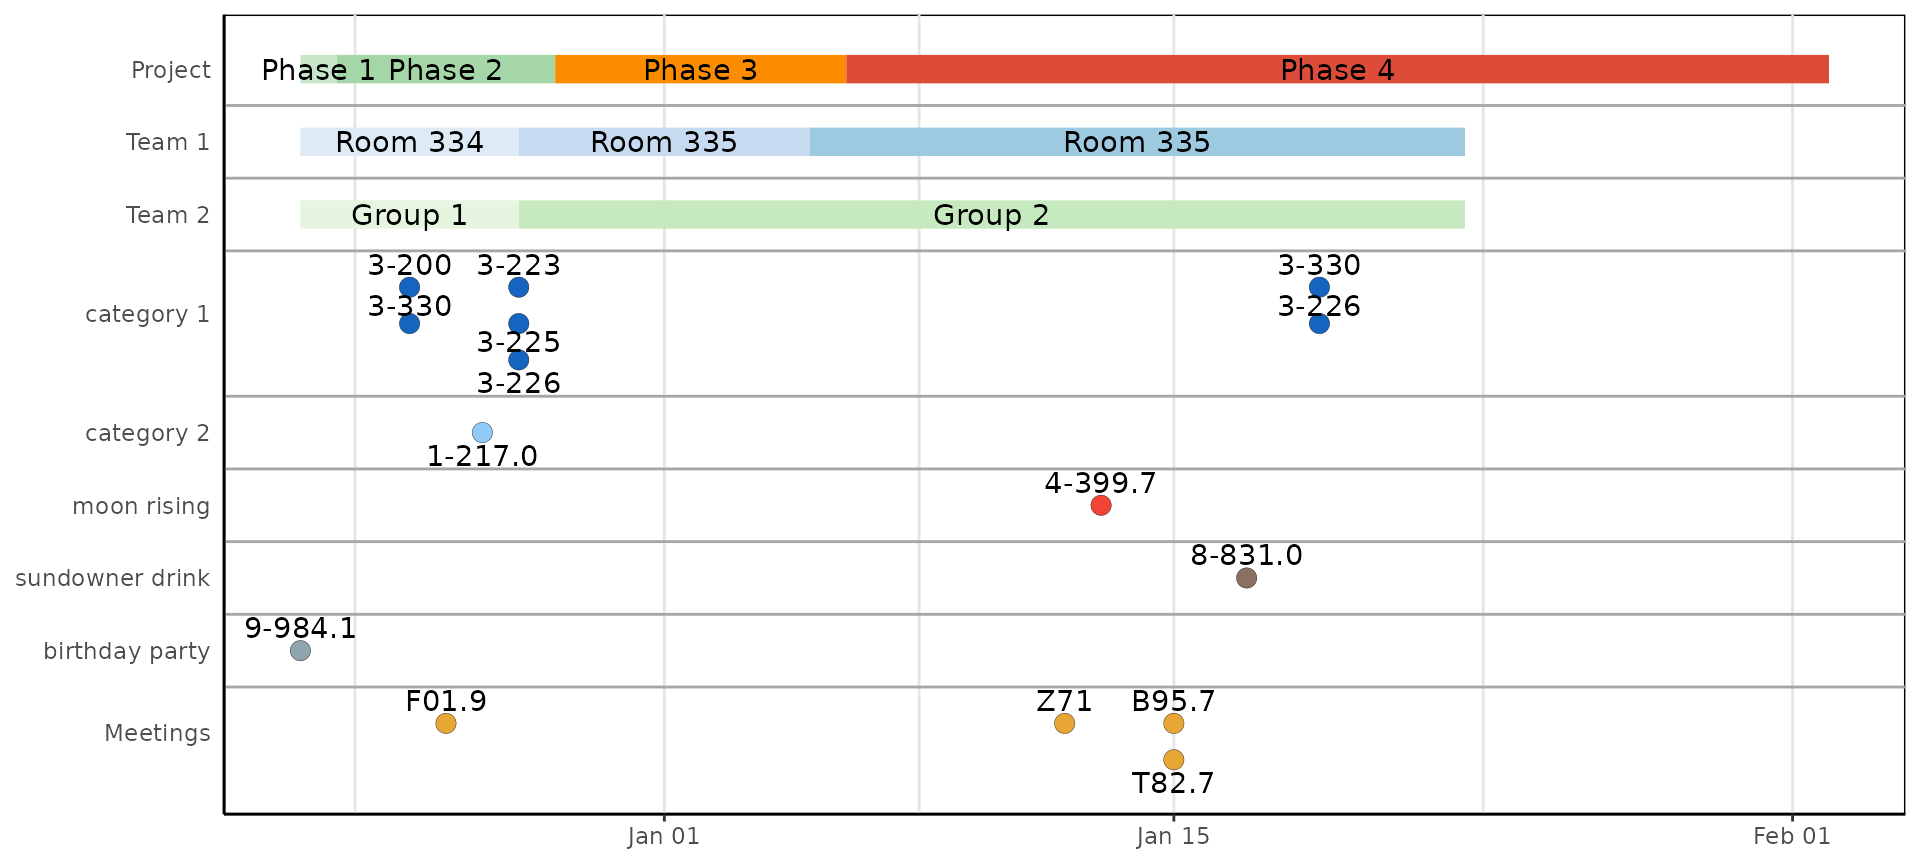 Project
Phase 1 Phase 2 Phase 3 Phase 4
Team 1
Room 334 Room 335 Room 335
Team 2
Group 1 Group 2
category 1
3-200 3-223 3-330
3-330 3-226
3-225
3-226
category 2
1-217.0
moon rising
4-399.7
sundowner drink
8-831.0
birthday party
9-984.1
Meetings
F01.9 Z71 B95.7
T82.7
Jan 01 Jan 15 Feb 01